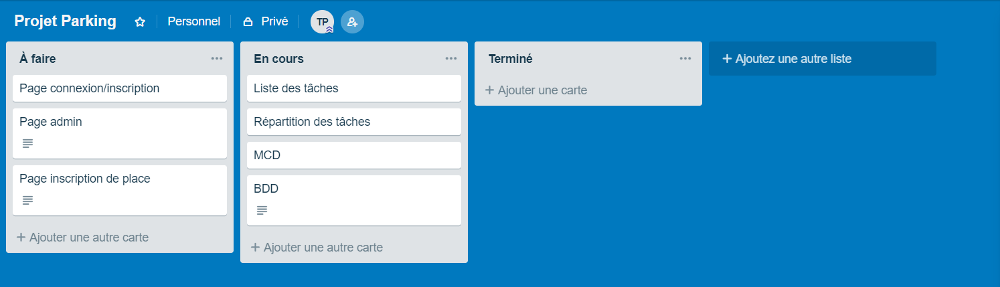 Projet Parking
Personnel
Privé
TP
À faire
Page connexion/inscription
Page admin
Page inscription de place
+ Ajouter une autre carte
En cours
Liste des tâches
Répartition des tâches
MCD
BDD
+ Ajouter une autre carte
Terminé
+ Ajouter une carte
+ Ajoutez une autre liste